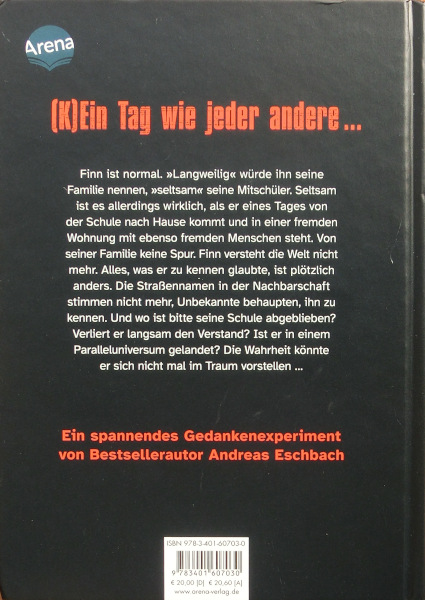 Arena
(K)Ein Tag wie jeder andere ...
Finn ist normal. »Langweilig« würde ihn seine
Familie nennen, »seltsam« seine Mitschüler. Seltsam
ist es allerdings wirklich, als er eines Tages von
der Schule nach Hause kommt und in einer fremden
Wohnung mit ebenso fremden Menschen steht. Von
seiner Familie keine Spur. Finn versteht die Welt nicht
mehr. Alles, was er zu kennen glaubte, ist plötzlich
anders. Die Straßennamen in der Nachbarschaft
stimmen nicht mehr, Unbekannte behaupten, ihn zu
kennen. Und wo ist bitte seine Schule abgeblieben?
Verliert er langsam den Verstand? Ist er in einem
Paralleluniversum gelandet? Die Wahrheit könnte
er sich nicht mal im Traum vorstellen ...
Ein spannendes Gedankenexperiment
von Bestsellerautor Andreas Eschbach
ISBN 978-3-401-60703-0
9 783401 607030
€ 20,00 [D] € 20,60 [A]
www.arena-verlag.de